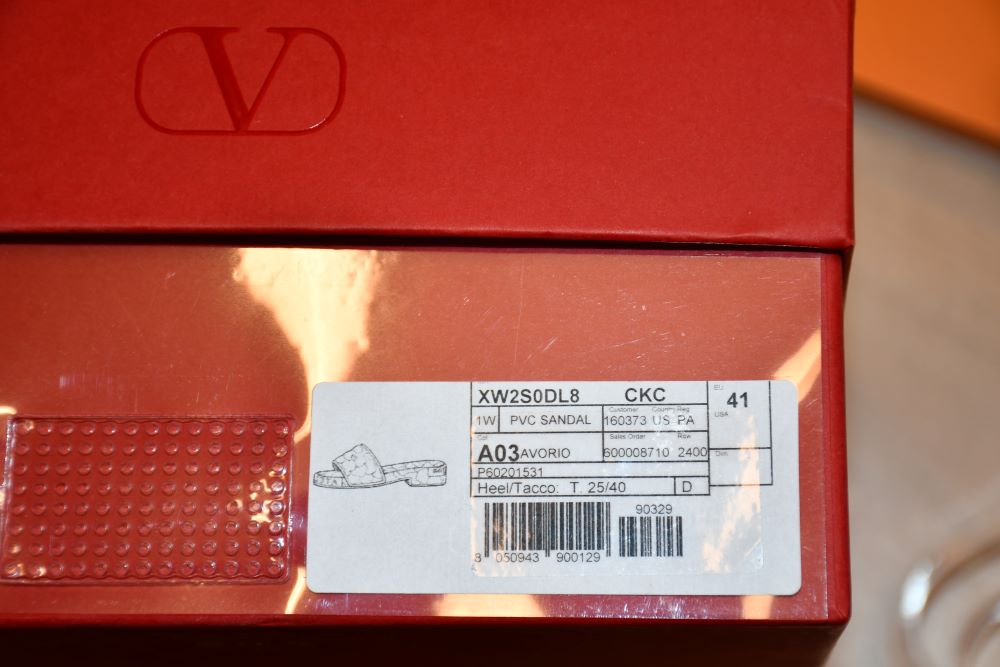 V
XW2S0DL8 CKC EU 41
1W PVC SANDAL Customer 160373 Country US Reg PA USA
Col A03 AVORIO Sales Order 600008710 Row 2400 Dim.
P60201531
Heel/Tacco: T. 25/40 D
90329
8 050943 900129